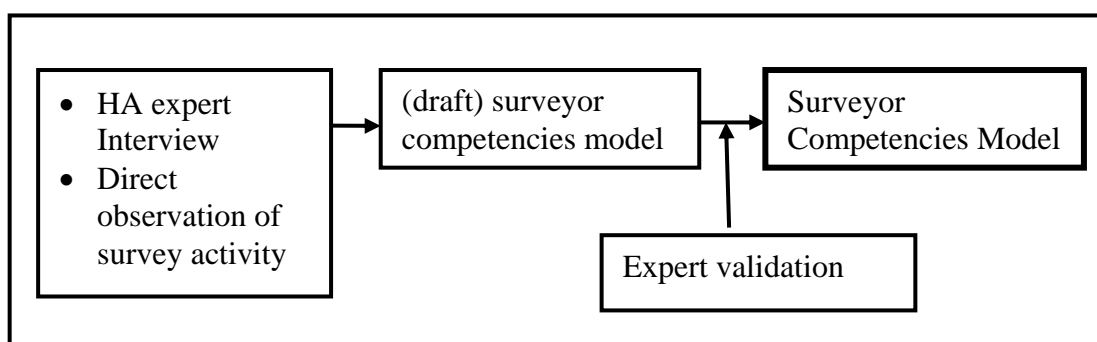 • HA expert
Interview
• Direct
observation of
survey activity
(draft) surveyor
competencies model
Surveyor
Competencies Model
Expert validation